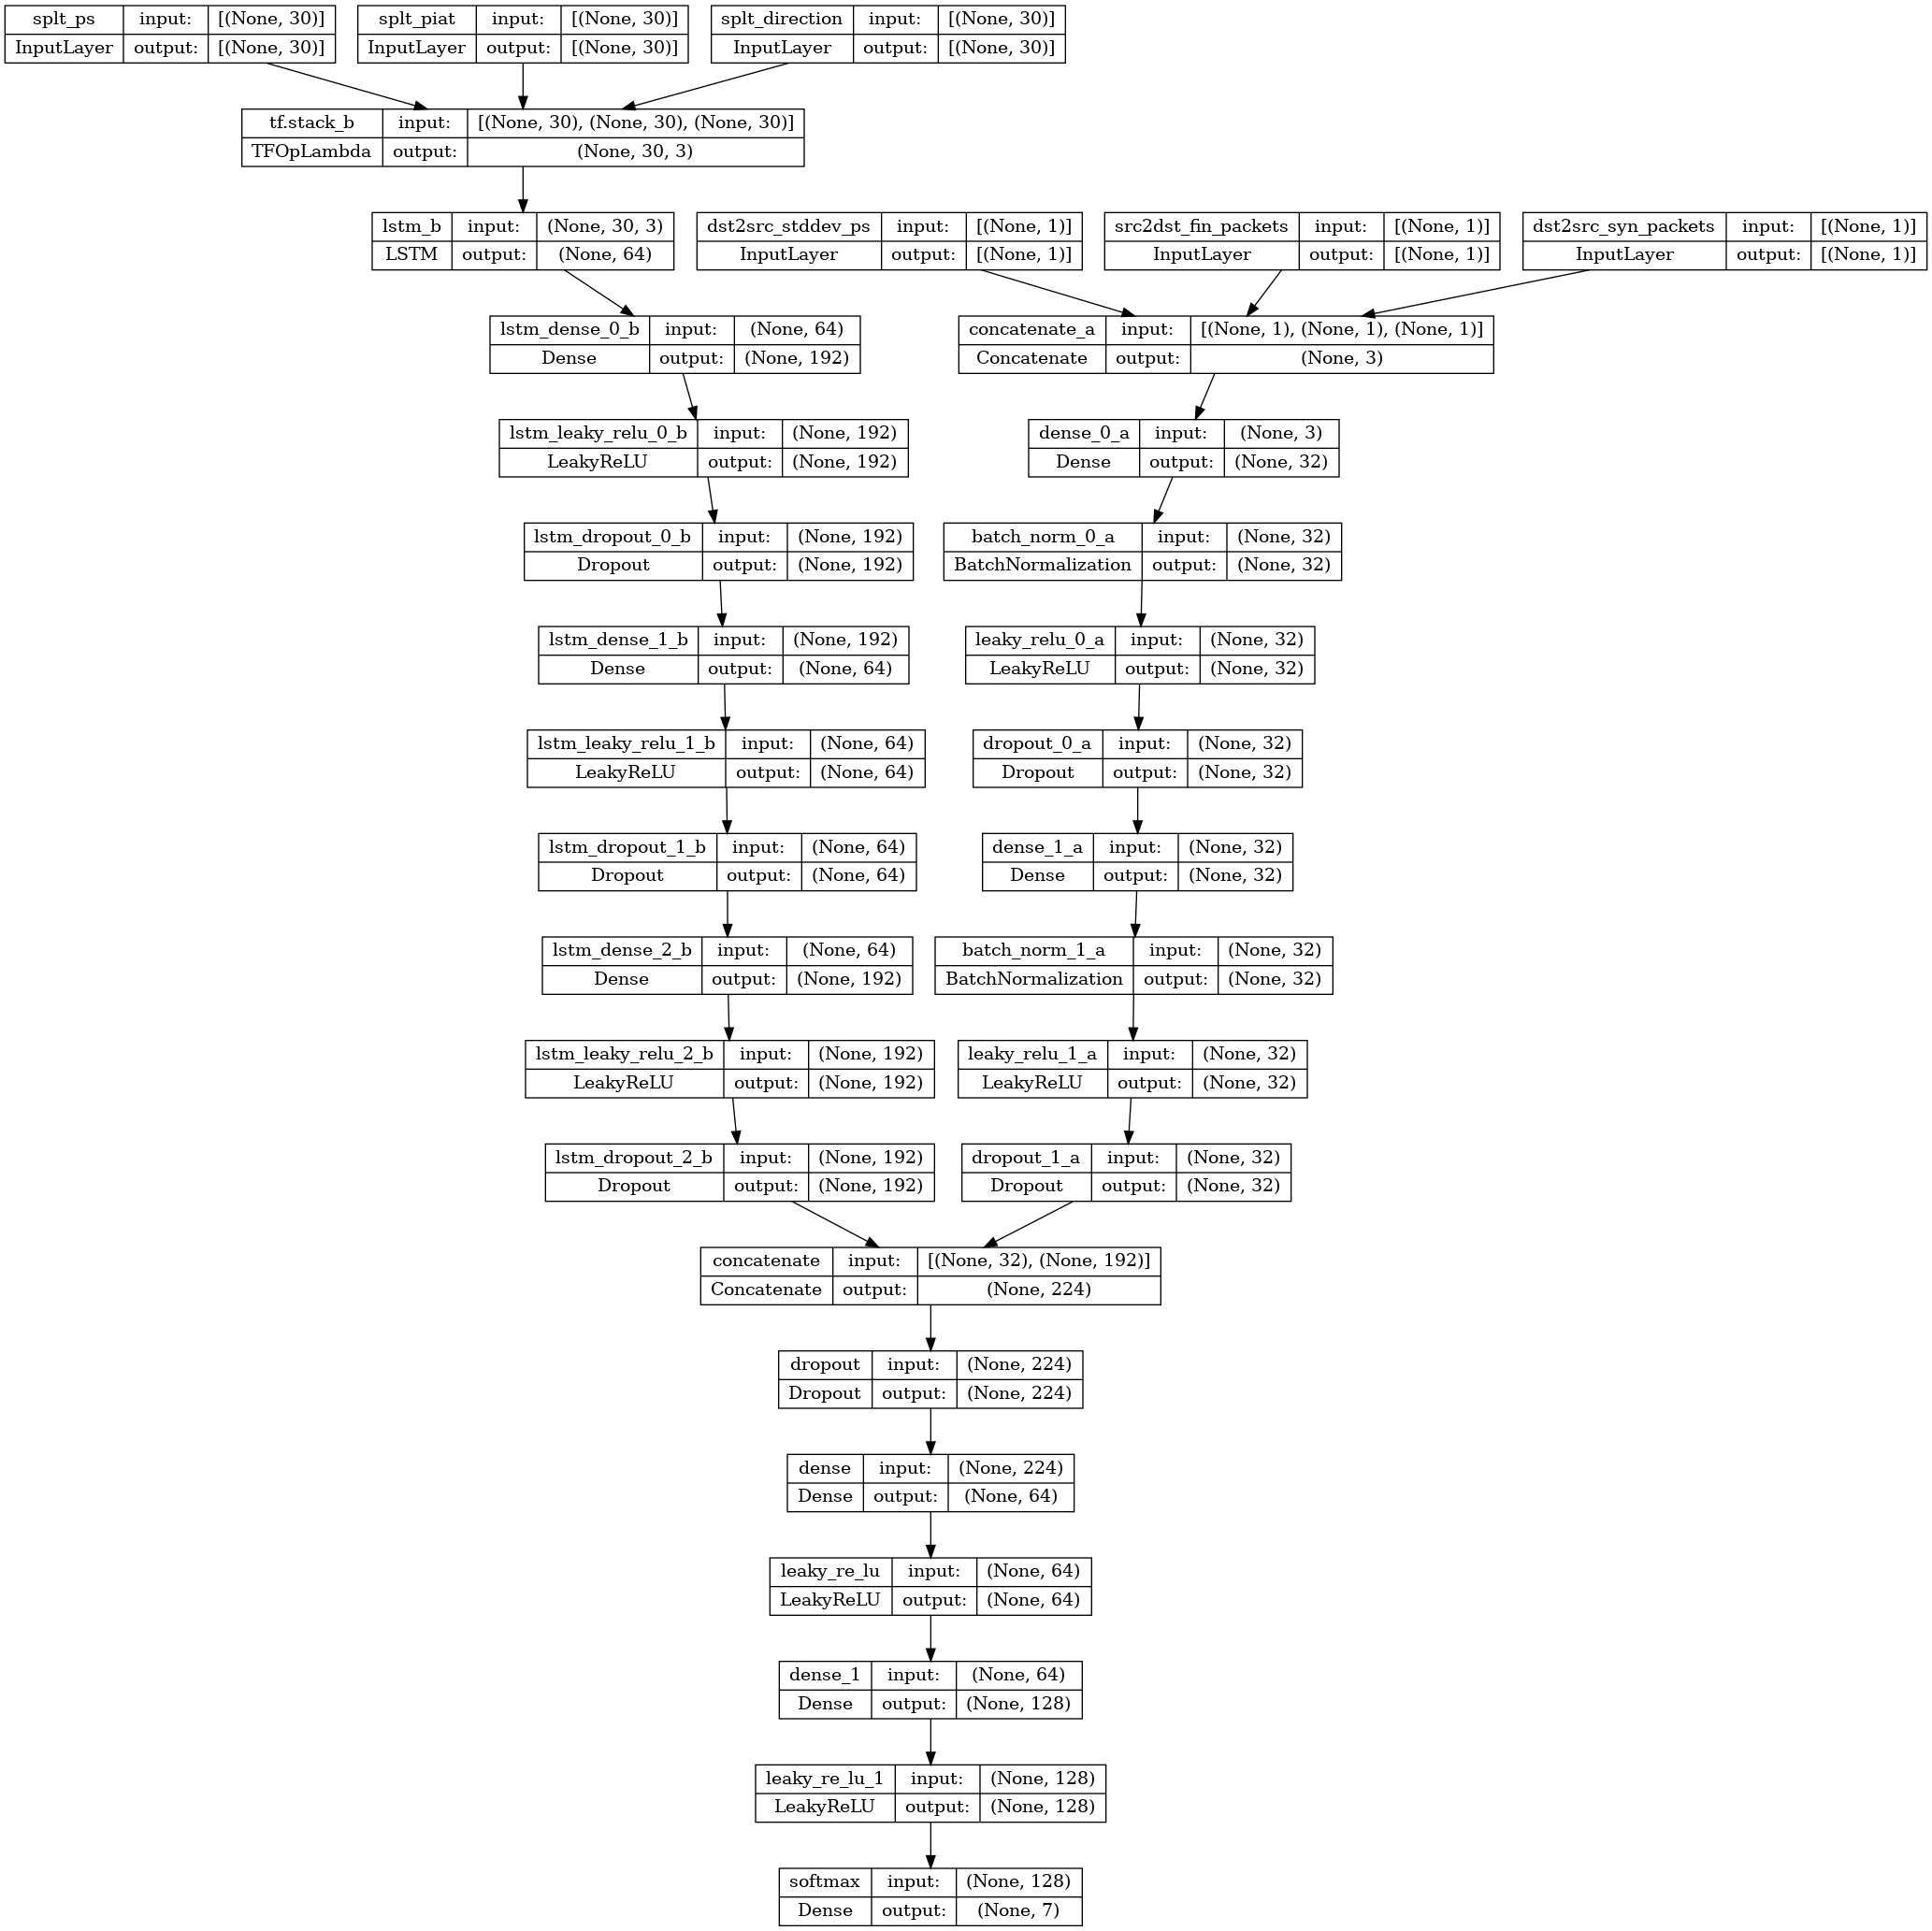 splt_ps input: [(None, 30)]
InputLayer output: [(None, 30)]
splt_piat input: [(None, 30)]
InputLayer output: [(None, 30)]
splt_direction input: [(None, 30)]
InputLayer output: [(None, 30)]
tf.stack_b input: [(None, 30), (None, 30), (None, 30)]
TFOpLambda output: (None, 30, 3)
lstm_b input: (None, 30, 3)
LSTM output: (None, 64)
dst2src_stddev_ps input: [(None, 1)]
InputLayer output: [(None, 1)]
src2dst_fin_packets input: [(None, 1)]
InputLayer output: [(None, 1)]
dst2src_syn_packets input: [(None, 1)]
InputLayer output: [(None, 1)]
lstm_dense_0_b input: (None, 64)
Dense output: (None, 192)
concatenate_a input: [(None, 1), (None, 1), (None, 1)]
Concatenate output: (None, 3)
lstm_leaky_relu_0_b input: (None, 192)
LeakyReLU output: (None, 192)
dense_0_a input: (None, 3)
Dense output: (None, 32)
lstm_dropout_0_b input: (None, 192)
Dropout output: (None, 192)
batch_norm_0_a input: (None, 32)
BatchNormalization output: (None, 32)
lstm_dense_1_b input: (None, 192)
Dense output: (None, 64)
leaky_relu_0_a input: (None, 32)
LeakyReLU output: (None, 32)
lstm_leaky_relu_1_b input: (None, 64)
LeakyReLU output: (None, 64)
dropout_0_a input: (None, 32)
Dropout output: (None, 32)
lstm_dropout_1_b input: (None, 64)
Dropout output: (None, 64)
dense_1_a input: (None, 32)
Dense output: (None, 32)
lstm_dense_2_b input: (None, 64)
Dense output: (None, 192)
batch_norm_1_a input: (None, 32)
BatchNormalization output: (None, 32)
lstm_leaky_relu_2_b input: (None, 192)
LeakyReLU output: (None, 192)
leaky_relu_1_a input: (None, 32)
LeakyReLU output: (None, 32)
lstm_dropout_2_b input: (None, 192)
Dropout output: (None, 192)
dropout_1_a input: (None, 32)
Dropout output: (None, 32)
concatenate input: [(None, 32), (None, 192)]
Concatenate output: (None, 224)
dropout input: (None, 224)
Dropout output: (None, 224)
dense input: (None, 224)
Dense output: (None, 64)
leaky_re_lu input: (None, 64)
LeakyReLU output: (None, 64)
dense_1 input: (None, 64)
Dense output: (None, 128)
leaky_re_lu_1 input: (None, 128)
LeakyReLU output: (None, 128)
softmax input: (None, 128)
Dense output: (None, 7)